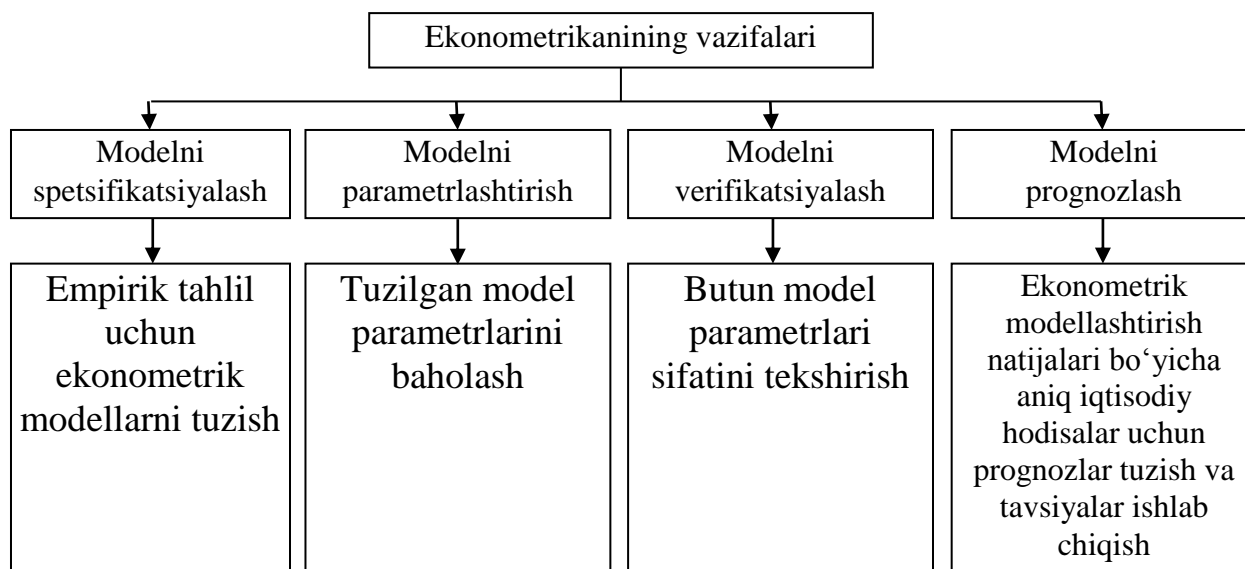 Ekonometrikanining vazifalari
Modelni
spetsifikatsiyalash
Modelni
parametrlashtirish
Modelni
verifikatsiyalash
Modelni
prognozlash
Empirik tahlil
uchun
ekonometrik
modellarni tuzish
Tuzilgan model
parametrlarini
baholash
Butun model
parametrlari
sifatini tekshirish
Ekonometrik
modellashtirish
natijalari bo‘yicha
aniq iqtisodiy
hodisalar uchun
prognozlar tuzish va
tavsiyalar ishlab
chiqish